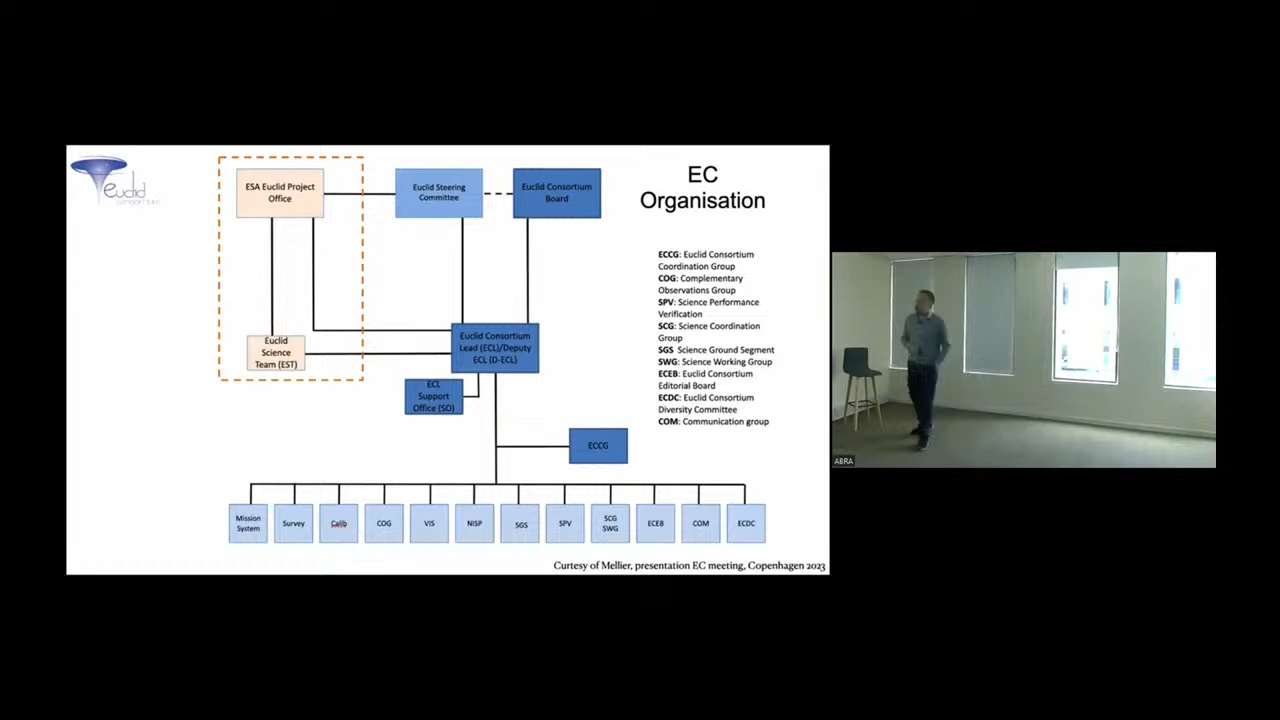 euclid
consortium
ESA Euclid Project
Office
Euclid Steering
Committee
Euclid Consortium
Board
EC
Organisation
ECCG: Euclid Consortium
Coordination Group
COG: Complementary
Observations Group
SPV: Science Performance
Verification
SCG: Science Coordination
Group
SGS Science Ground Segment
SWG: Science Working Group
ECEB: Euclid Consortium
Editorial Board
ECDC: Euclid Consortium
Diversity Committee
COM: Communication group
Euclid
Science
Team (EST)
Euclid Consortium
Lead (ECL)/Deputy
ECL (D-ECL)
ECL
Support
Office (SO)
ECCG
Mission
System
Survey
Calib
COG
VIS
NISP
SGS
SPV
SCG
SWG
ECEB
COM
ECDC
Curtesy of Mellier, presentation EC meeting, Copenhagen 2023
ABRA